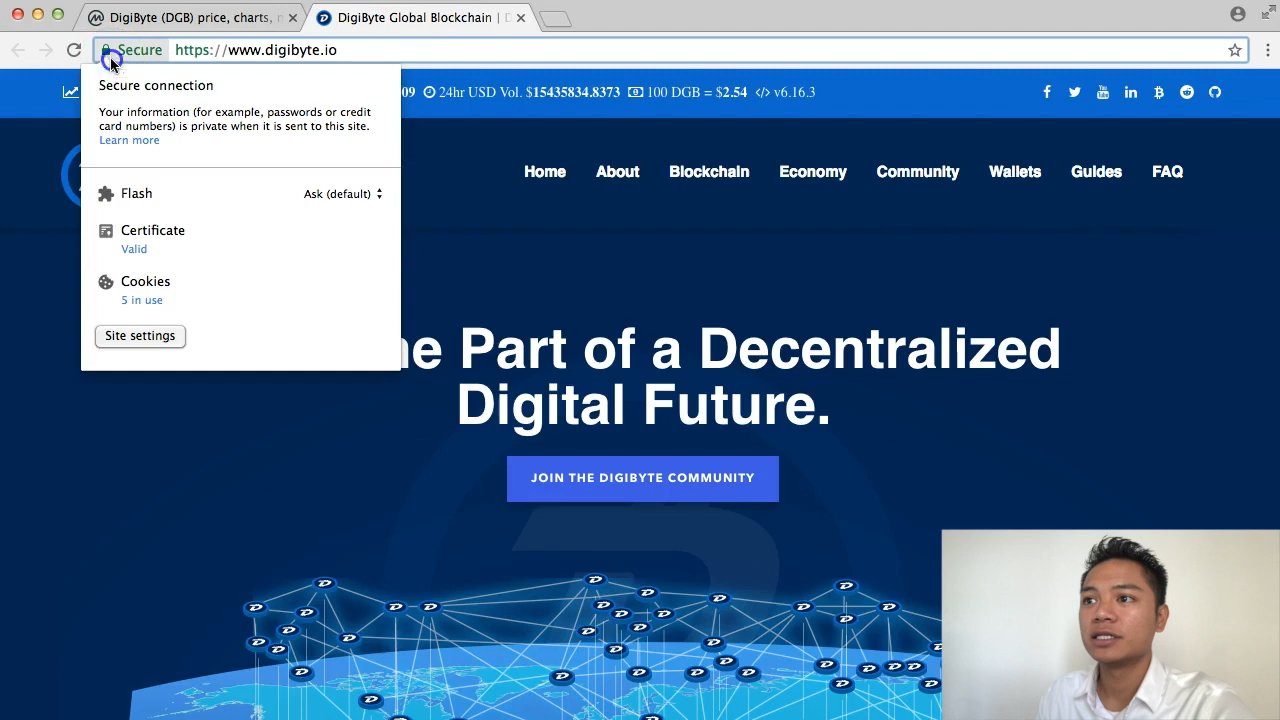 DigiByte (DGB) price, charts,
DigiByte Global Blockchain |
Secure https://www.digibyte.io
Secure connection
Your information (for example, passwords or credit
card numbers) is private when it is sent to this site.
Learn more
Flash Ask (default)
Certificate
Valid
Cookies
5 in use
Site settings
09 24hr USD Vol. $15435834.8373 100 DGB = $2.54 </> v6.16.3
Home About Blockchain Economy Community Wallets Guides FAQ
e Part of a Decentralized
Digital Future.
JOIN THE DIGIBYTE COMMUNITY